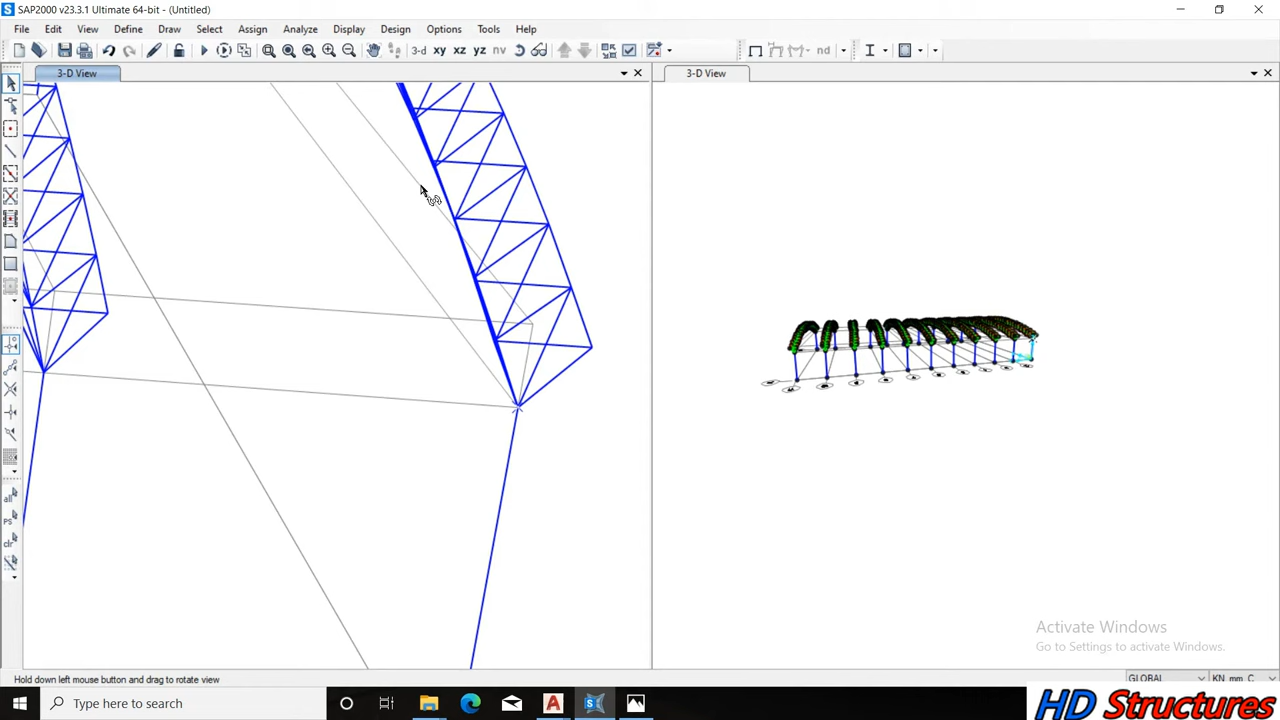 SAP2000 v23.3.1 Ultimate 64-bit - (Untitled)
File Edit View Define Draw Select Assign Analyze Display Design Options Tools Help
3-d xy xz yz nv nd
3-D View
3-D View
all
ps
clr
Activate Windows
Go to Settings to activate Windows.
Hold down left mouse button and drag to rotate view
GLOBAL
KN, mm, C
Type here to search
HD Structures